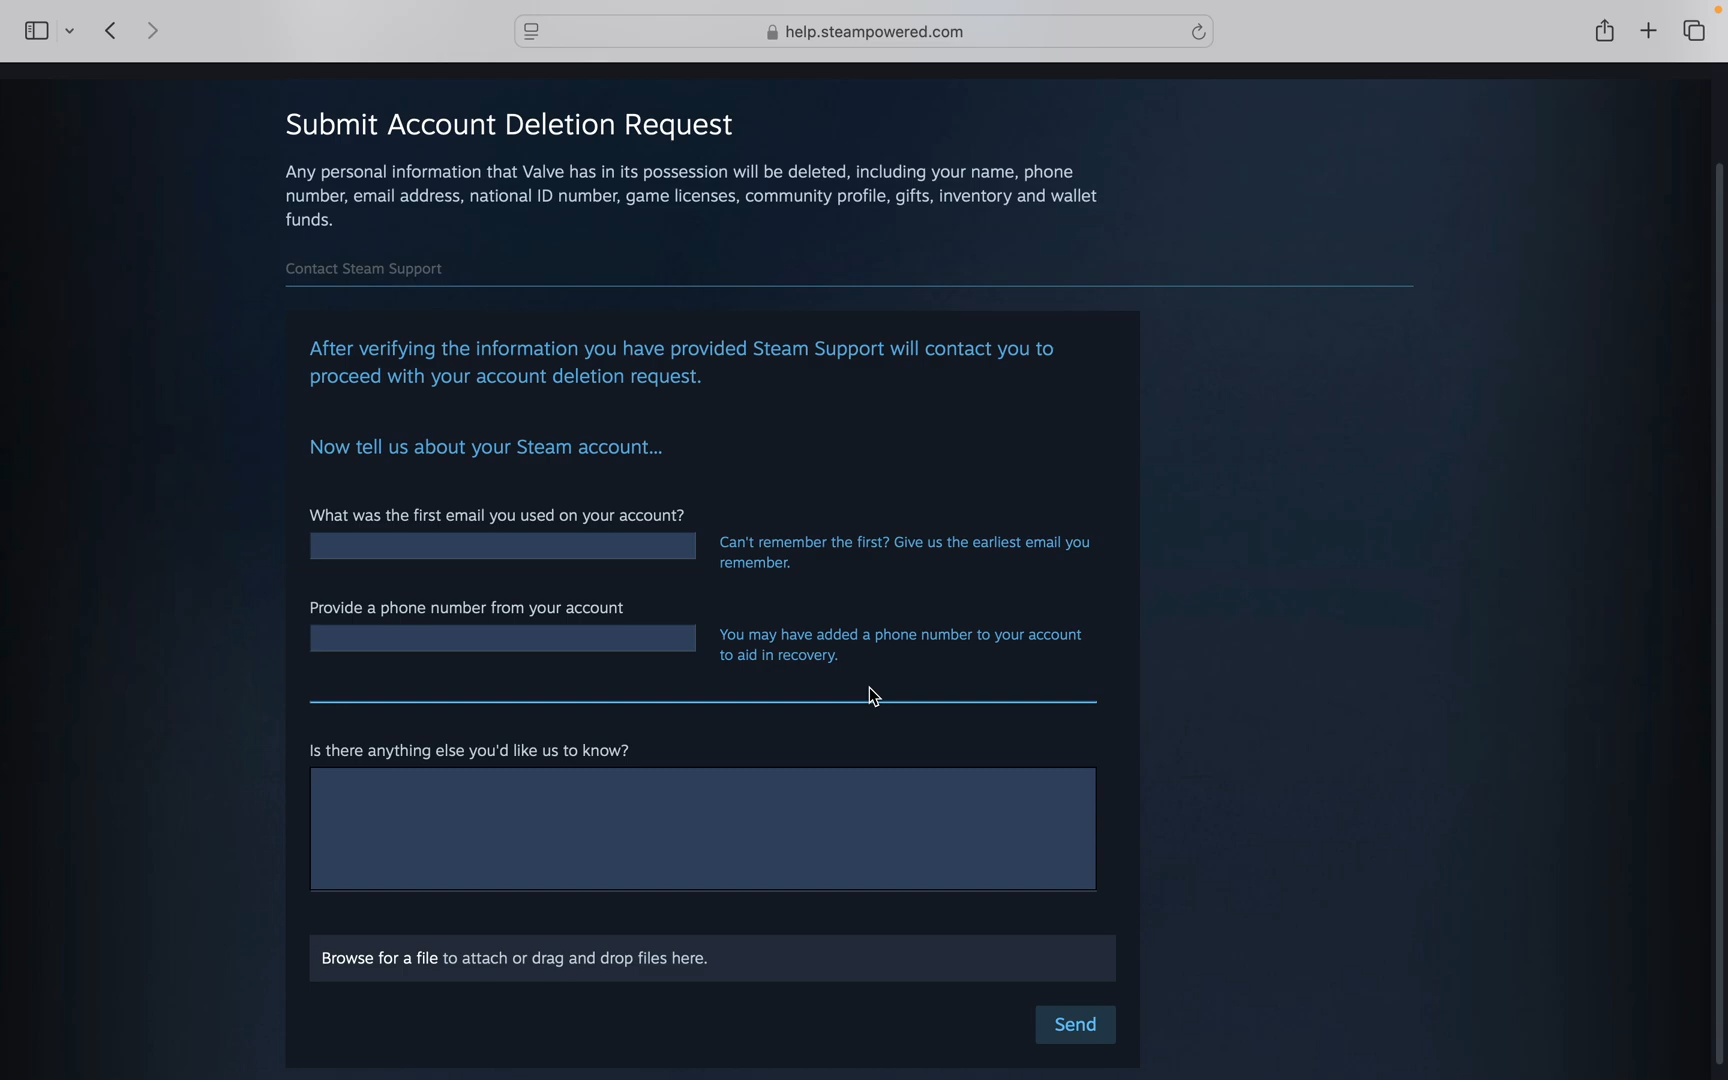 help.steampowered.com
Submit Account Deletion Request
Any personal information that Valve has in its possession will be deleted, including your name, phone
number, email address, national ID number, game licenses, community profile, gifts, inventory and wallet
funds.
Contact Steam Support
After verifying the information you have provided Steam Support will contact you to
proceed with your account deletion request.
Now tell us about your Steam account...
What was the first email you used on your account?
Can't remember the first? Give us the earliest email you
remember.
Provide a phone number from your account
You may have added a phone number to your account
to aid in recovery.
Is there anything else you'd like us to know?
Browse for a file to attach or drag and drop files here.
Send